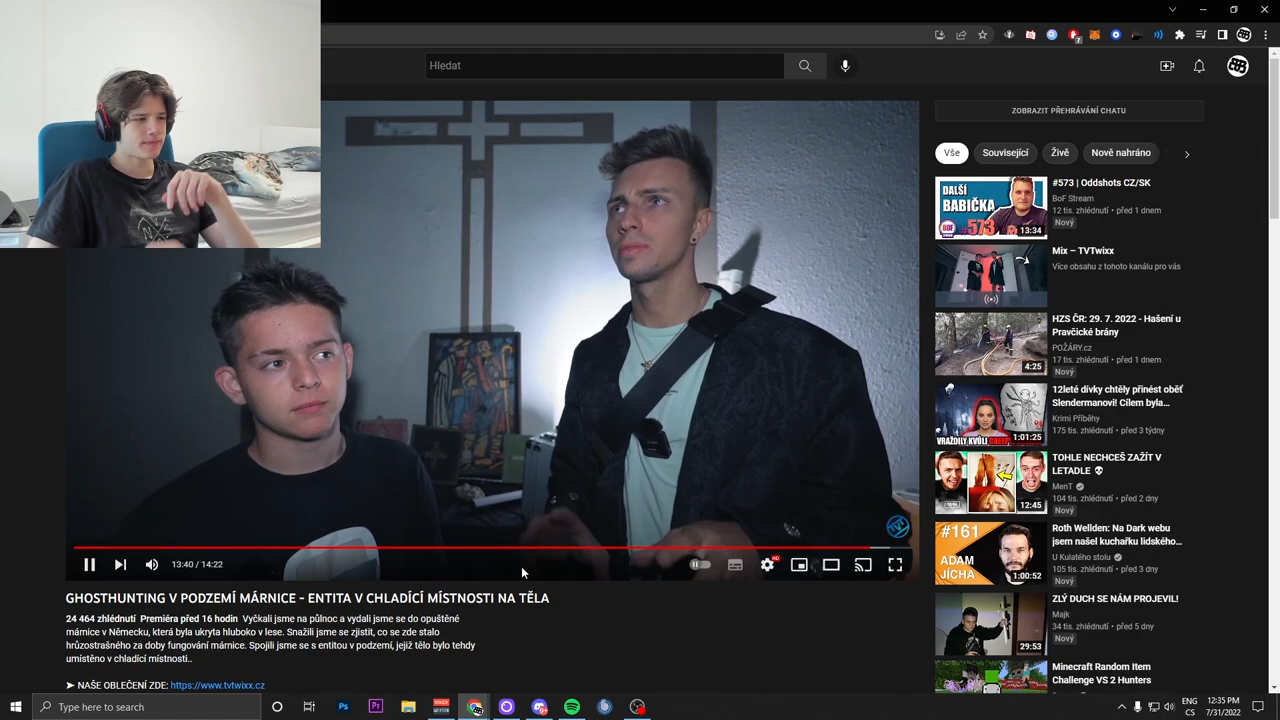 Hledat
ZOBRAZIT PŘEHRÁVÁNÍ CHATU
Vše
Související
Živě
Nově nahráno
DALŠÍ
BABIČKA
#573
13:34
#573 | Oddshots CZ/SK
BoF Stream
12 tis. zhlédnutí • před 1 dnem
Nový
Mix – TVTwixx
Více obsahu z tohoto kanálu pro vás
4:25
HZS ČR: 29. 7. 2022 - Hašení u
Pravčické brány
POŽÁRY.cz
17 tis. zhlédnutí • před 1 dnem
Nový
VRAŽDILY KVŮLI
1:01:25
12leté dívky chtěly přinést oběť
Slendermanovi! Cílem byla...
Krimi Příběhy
175 tis. zhlédnutí • před 3 týdny
12:45
TOHLE NECHCEŠ ZAŽÍT V
LETADLE 💀
MenT
104 tis. zhlédnutí • před 2 dny
Nový
#161
ADAM
JÍCHA
1:00:52
Roth Wellden: Na Dark webu
jsem našel kuchařku lidského...
U Kulatého stolu
105 tis. zhlédnutí • před 3 dny
Nový
29:53
ZLÝ DUCH SE NÁM PROJEVIL!
Majk
34 tis. zhlédnutí • před 5 dny
Nový
Minecraft Random Item
Challenge VS 2 Hunters
13:40 / 14:22
HD
GHOSTHUNTING V PODZEMÍ MÁRNICE - ENTITA V CHLADÍCÍ MÍSTNOSTI NA TĚLA
24 464 zhlédnutí Premiéra před 16 hodin Vyčkali jsme na půlnoc a vydali jsme se do opuštěné
márnice v Německu, která byla ukryta hluboko v lese. Snažili jsme se zjistit, co se zde stalo
hrůzostrašného za doby fungování márnice. Spojili jsme se s entitou v podzemí, jejiž tělo bylo tehdy
umístěno v chladící místnosti..
➤ NAŠE OBLEČENÍ ZDE: https://www.tvtwixx.cz
Type here to search
Ps
Pr
ENG
CS
12:35 PM
7/31/2022